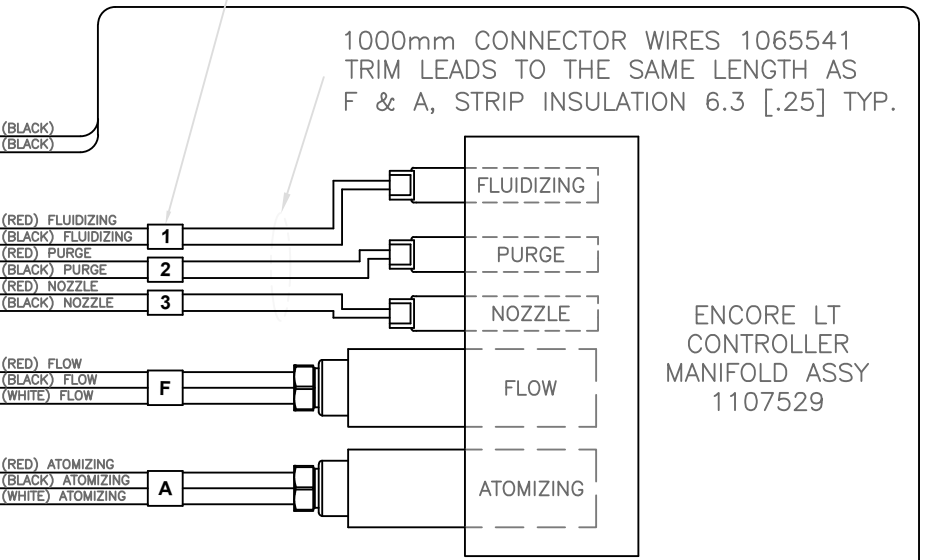 1000mm CONNECTOR WIRES 1065541
TRIM LEADS TO THE SAME LENGTH AS
F & A, STRIP INSULATION 6.3 [.25] TYP.
(BLACK)
(BLACK)
FLUIDIZING
(RED) FLUIDIZING
(BLACK) FLUIDIZING
1
(RED) PURGE
(BLACK) PURGE
2
PURGE
(RED) NOZZLE
(BLACK) NOZZLE
3
NOZZLE
ENCORE LT
CONTROLLER
MANIFOLD ASSY
1107529
(RED) FLOW
(BLACK) FLOW
(WHITE) FLOW
F
FLOW
(RED) ATOMIZING
(BLACK) ATOMIZING
(WHITE) ATOMIZING
A
ATOMIZING